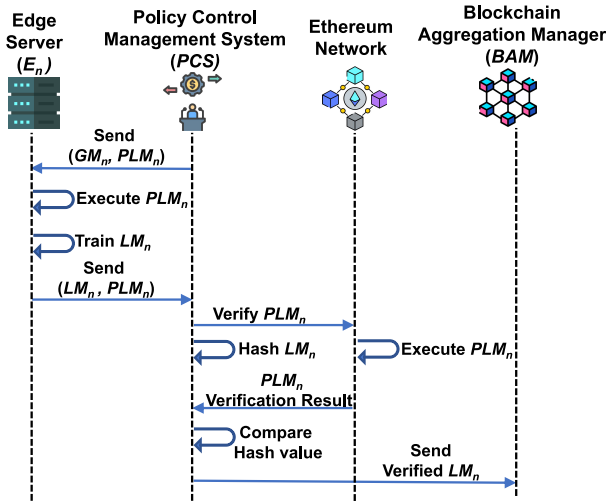 Edge
Server
(Eₙ)
Policy Control
Management System
(PCS)
Ethereum
Network
Blockchain
Aggregation Manager
(BAM)
Send
(GMₙ, PLMₙ)
Execute PLMₙ
Train LMₙ
Send
(LMₙ, PLMₙ)
Verify PLMₙ
Hash LMₙ
Execute PLMₙ
PLMₙ
Verification Result
Compare
Hash value
Send
Verified LMₙ